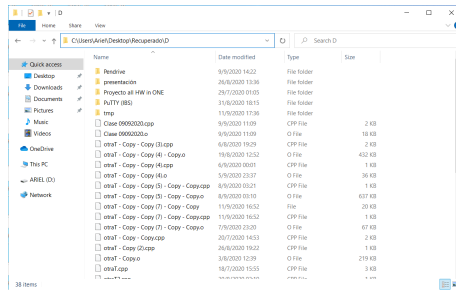 D
File Home Share View
C:\Users\Ariel\Desktop\Recuperado\D
Search D
Name Date modified Type Size
Quick access
Desktop
Downloads
Documents
Pictures
Music
Videos
OneDrive
This PC
ARIEL (D:)
Network
Pendrive 9/9/2020 14:22 File folder
presentación 26/8/2020 13:36 File folder
Proyecto all HW in ONE 29/7/2020 01:05 File folder
PuTTY (IBS) 31/8/2020 18:15 File folder
tmp 11/9/2020 17:36 File folder
Clase 09092020.cpp 9/9/2020 11:09 CPP File 2 KB
Clase 09092020.o 9/9/2020 11:09 O File 18 KB
otraT - Copy - Copy (3).cpp 6/8/2020 19:29 CPP File 2 KB
otraT - Copy - Copy (4) - Copy.o 19/8/2020 12:52 O File 432 KB
otraT - Copy - Copy (4).cpp 6/9/2020 00:01 CPP File 1 KB
otraT - Copy - Copy (4).o 5/9/2020 23:37 O File 36 KB
otraT - Copy - Copy (5) - Copy - Copy.cpp 8/9/2020 03:21 CPP File 1 KB
otraT - Copy - Copy (5) - Copy - Copy.o 8/9/2020 03:10 O File 637 KB
otraT - Copy - Copy (7) - Copy - Copy 11/9/2020 16:52 File 20 KB
otraT - Copy - Copy (7) - Copy - Copy.cpp 11/9/2020 16:52 CPP File 1 KB
otraT - Copy - Copy (7) - Copy - Copy.o 7/9/2020 23:20 O File 67 KB
otraT - Copy - Copy.cpp 20/7/2020 14:53 CPP File 2 KB
otraT - Copy (2).cpp 26/8/2020 19:22 CPP File 1 KB
otraT - Copy.o 3/8/2020 12:39 O File 219 KB
otraT.cpp 18/7/2020 15:55 CPP File 3 KB
38 items